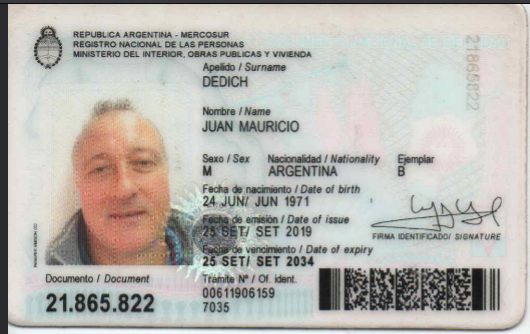 REPUBLICA ARGENTINA - MERCOSUR
REGISTRO NACIONAL DE LAS PERSONAS
MINISTERIO DEL INTERIOR, OBRAS PUBLICAS Y VIVIENDA
21865822
Apellido / Surname
DEDICH
Nombre / Name
JUAN MAURICIO
Sexo / Sex Nacionalidad / Nationality Ejemplar
M ARGENTINA B
Fecha de nacimiento / Date of birth
24 JUN/ JUN 1971
Fecha de emisión / Date of issue
25 SET/ SET 2019
FIRMA IDENTIFICADO/ SIGNATURE
Fecha de vencimiento / Date of expiry
25 SET/ SET 2034
Documento / Document Tramite Nº / Of. ident.
21.865.822 00611906159
7035